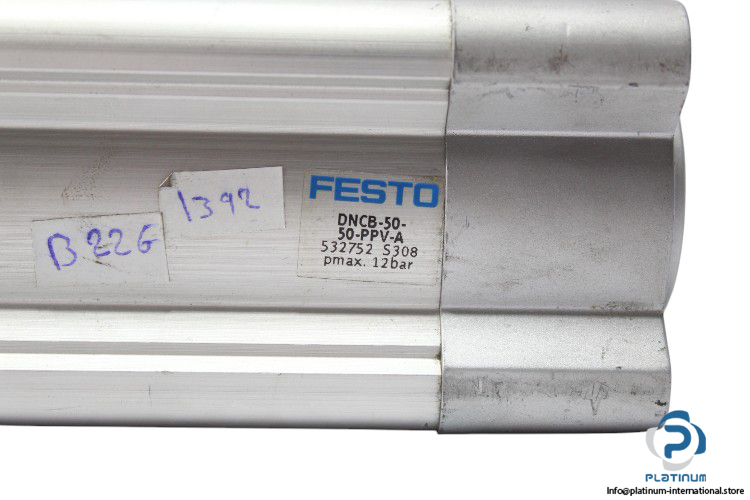 B226
1392
FESTO
DNCB-50-
50-PPV-A
532752 S308
pmax. 12bar
PLATINUM
Info@platinum-international.store